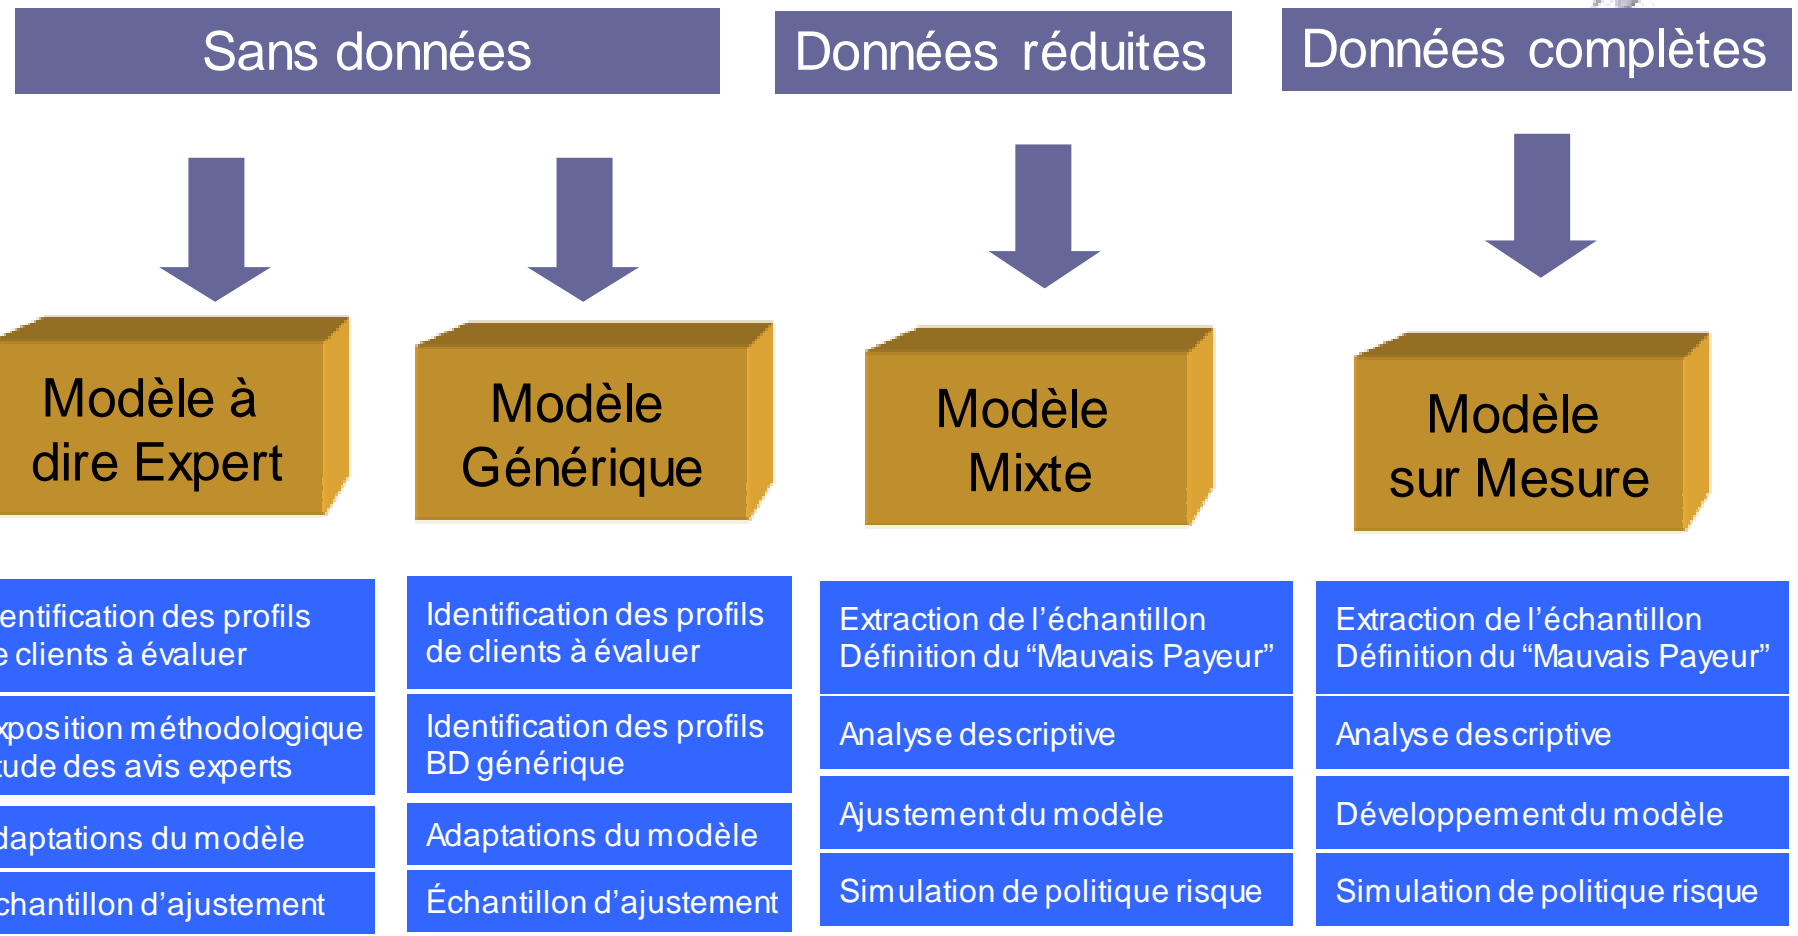 Sans données
Données réduites
Données complètes
Modèle à
dire Expert
Modèle
Générique
Modèle
Mixte
Modèle
sur Mesure
entification des profils
e clients à évaluer
xposition méthodologique
tude des avis experts
daptations du modèle
chantillon d'ajustement
Identification des profils
de clients à évaluer
Identification des profils
BD générique
Adaptations du modèle
Échantillon d'ajustement
Extraction de l'échantillon
Définition du “Mauvais Payeur”
Analyse descriptive
Ajustement du modèle
Simulation de politique risque
Extraction de l'échantillon
Définition du “Mauvais Payeur”
Analyse descriptive
Développement du modèle
Simulation de politique risque